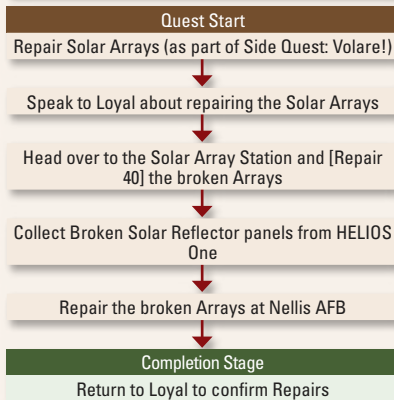 Quest Start
Repair Solar Arrays (as part of Side Quest: Volare!)
Speak to Loyal about repairing the Solar Arrays
Head over to the Solar Array Station and [Repair
40] the broken Arrays
Collect Broken Solar Reflector panels from HELIOS
One
Repair the broken Arrays at Nellis AFB
Completion Stage
Return to Loyal to confirm Repairs